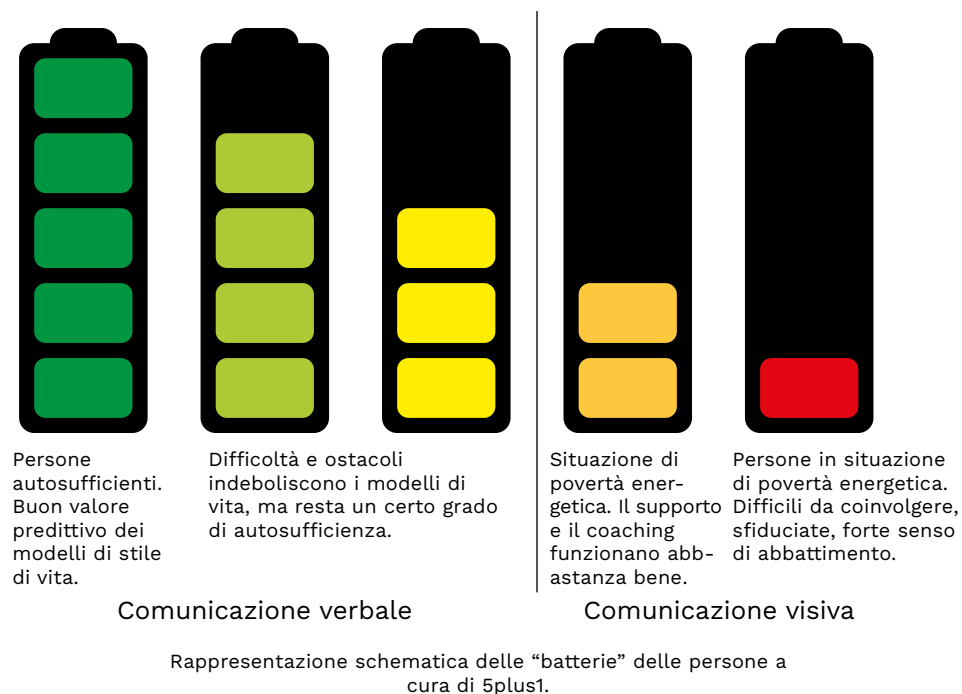 Persone
autosufficienti.
Buon valore
predittivo dei
modelli di stile
di vita.
Difficoltà e ostacoli
indeboliscono i modelli di
vita, ma resta un certo grado
di autosufficienza.
Situazione di
povertà ener-
getica. Il supporto
e il coaching
funzionano abb-
astanza bene.
Persone in situazione
di povertà energetica.
Difficili da coinvolgere,
sfiduciate, forte senso
di abbattimento.
Comunicazione verbale
Comunicazione visiva
Rappresentazione schematica delle “batterie” delle persone a
cura di 5plus1.